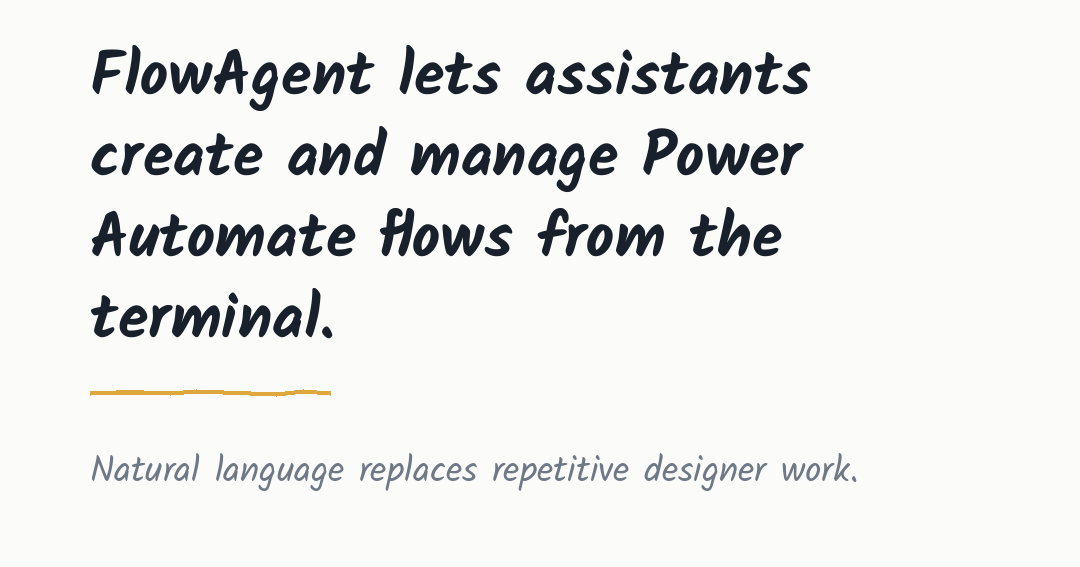 FlowAgent lets assistants
create and manage Power
Automate flows from the
terminal.
Natural language replaces repetitive designer work.